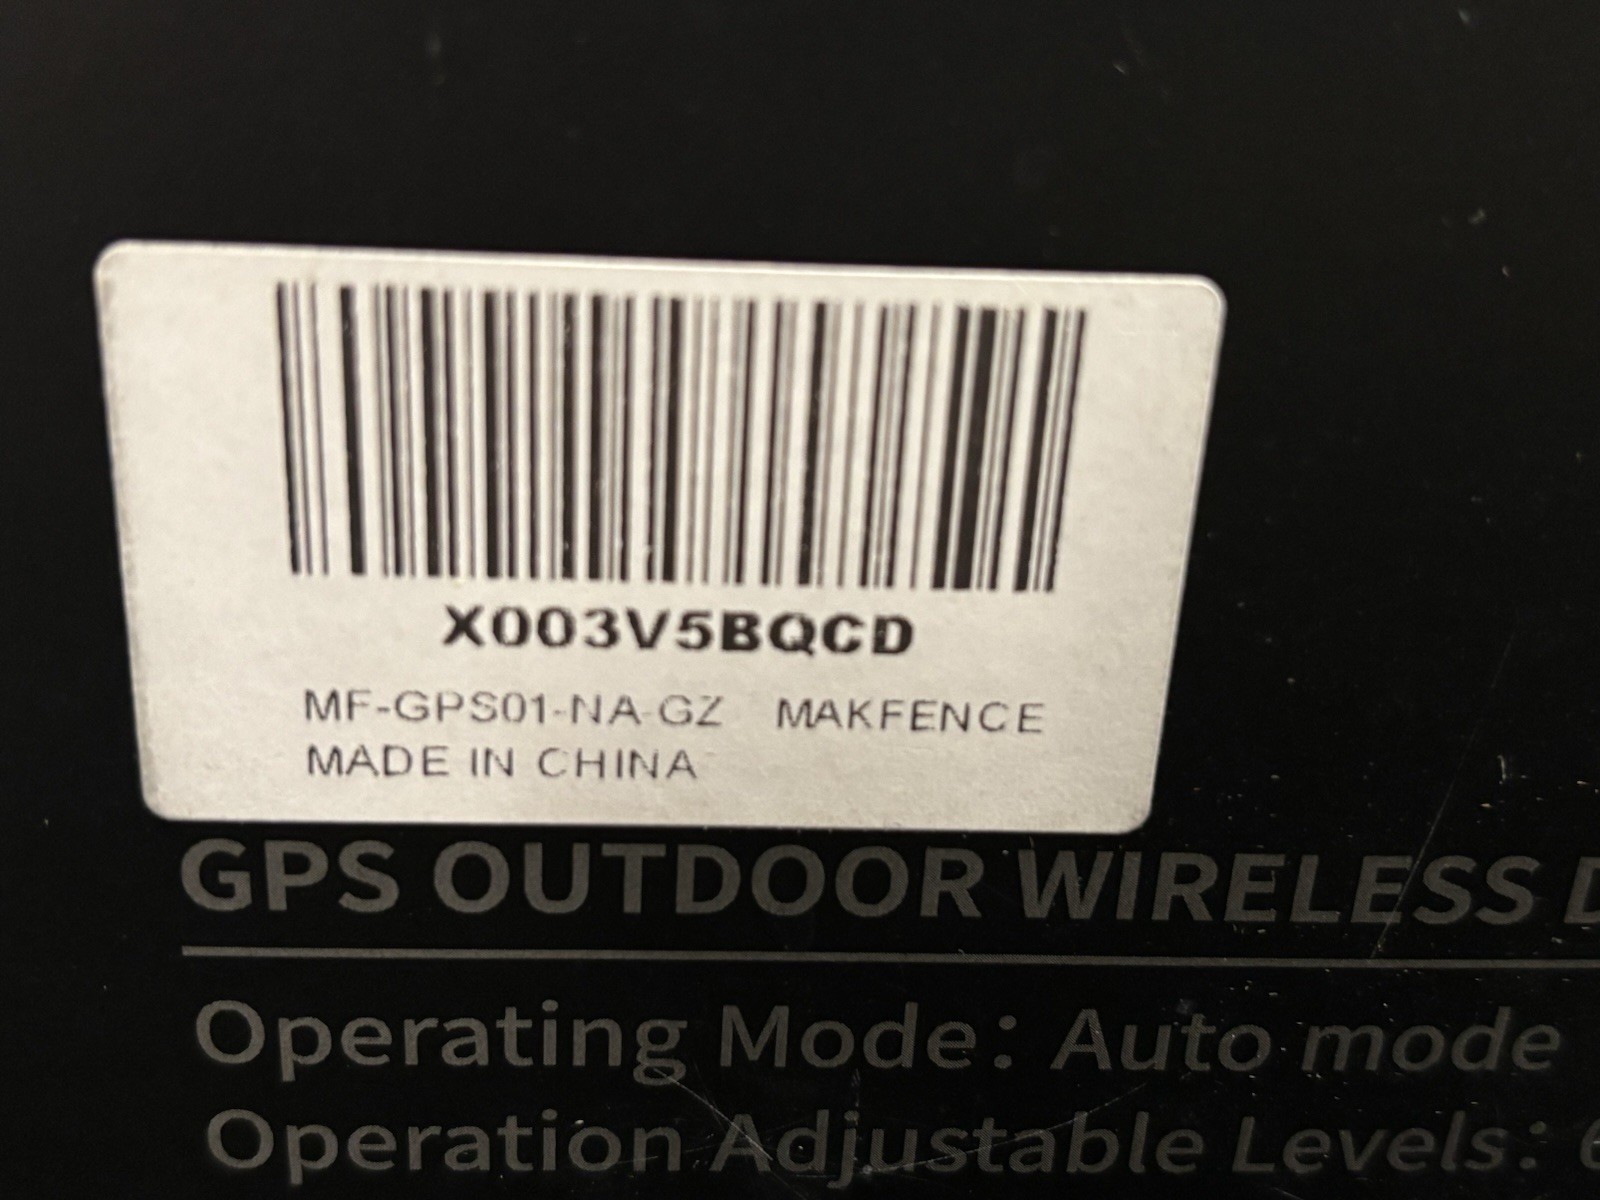 X003V5BQCD
MF-GPS01-NA-GZ MAKFENCE
MADE IN CHINA
GPS OUTDOOR WIRELESS
Operating Mode: Auto mode
Operation Adjustable Levels: